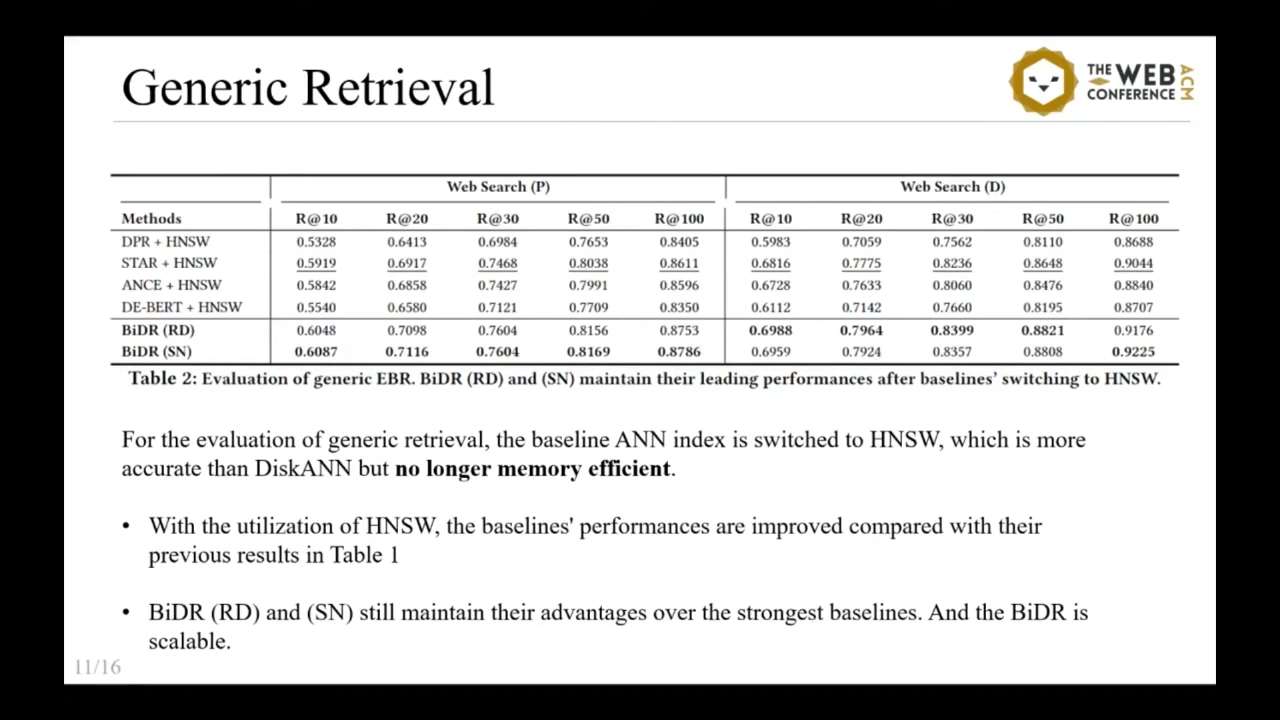 Generic Retrieval
THE WEB CONFERENCE ACM
Web Search (P) Web Search (D)
Methods R@10 R@20 R@30 R@50 R@100 R@10 R@20 R@30 R@50 R@100
DPR + HNSW 0.5328 0.6413 0.6984 0.7653 0.8405 0.5983 0.7059 0.7562 0.8110 0.8688
STAR + HNSW 0.5919 0.6917 0.7468 0.8038 0.8611 0.6816 0.7775 0.8236 0.8648 0.9044
ANCE + HNSW 0.5842 0.6858 0.7427 0.7991 0.8596 0.6728 0.7633 0.8060 0.8476 0.8840
DE-BERT + HNSW 0.5540 0.6580 0.7121 0.7709 0.8350 0.6112 0.7142 0.7660 0.8195 0.8707
BiDR (RD) 0.6048 0.7098 0.7604 0.8156 0.8753 0.6988 0.7964 0.8399 0.8821 0.9176
BiDR (SN) 0.6087 0.7116 0.7604 0.8169 0.8786 0.6959 0.7924 0.8357 0.8808 0.9225
Table 2: Evaluation of generic EBR. BiDR (RD) and (SN) maintain their leading performances after baselines' switching to HNSW.
For the evaluation of generic retrieval, the baseline ANN index is switched to HNSW, which is more
accurate than DiskANN but no longer memory efficient.
• With the utilization of HNSW, the baselines' performances are improved compared with their
previous results in Table 1
• BiDR (RD) and (SN) still maintain their advantages over the strongest baselines. And the BiDR is
scalable.
11/16